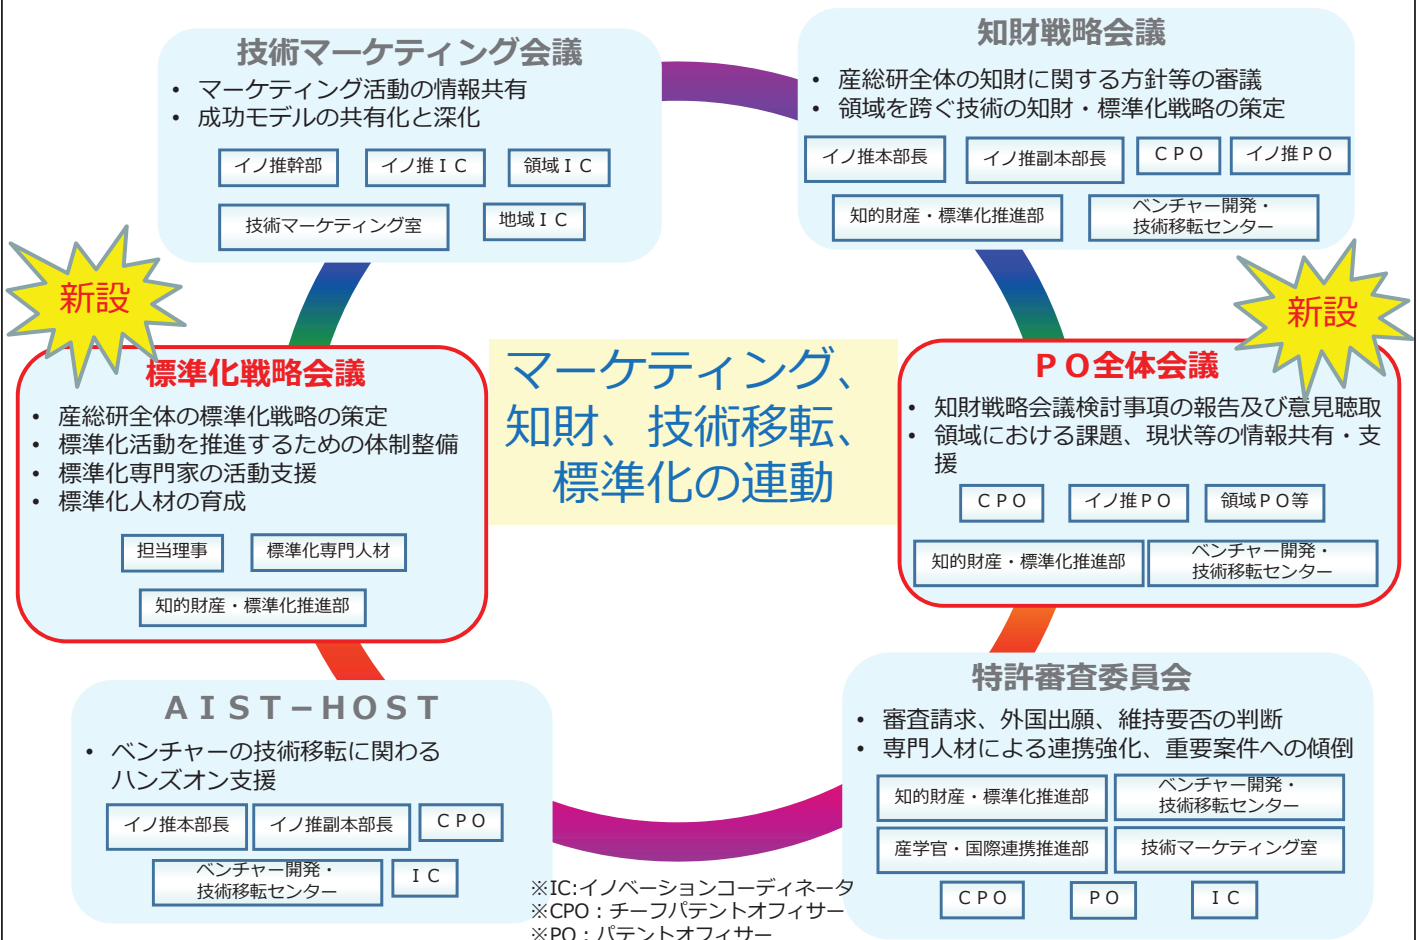 技術マーケティング会議
• マーケティング活動の情報共有
• 成功モデルの共有化と深化
イノ推幹部
イノ推ＩＣ
領域ＩＣ
技術マーケティング室
地域ＩＣ
知財戦略会議
• 産総研全体の知財に関する方針等の審議
• 領域を跨ぐ技術の知財・標準化戦略の策定
イノ推本部長
イノ推副本部長
ＣＰＯ
イノ推ＰＯ
知的財産・標準化推進部
ベンチャー開発・
技術移転センター
新設
標準化戦略会議
• 産総研全体の標準化戦略の策定
• 標準化活動を推進するための体制整備
• 標準化専門家の活動支援
• 標準化人材の育成
担当理事
標準化専門人材
知的財産・標準化推進部
マーケティング、
知財、技術移転、
標準化の連動
新設
ＰＯ全体会議
• 知財戦略会議検討事項の報告及び意見聴取
• 領域における課題、現状等の情報共有・支
援
ＣＰＯ
イノ推ＰＯ
領域ＰＯ等
知的財産・標準化推進部
ベンチャー開発・
技術移転センター
ＡＩＳＴ－ＨＯＳＴ
• ベンチャーの技術移転に関わる
ハンズオン支援
イノ推本部長
イノ推副本部長
ＣＰＯ
ベンチャー開発・
技術移転センター
ＩＣ
特許審査委員会
• 審査請求、外国出願、維持要否の判断
• 専門人材による連携強化、重要案件への傾倒
知的財産・標準化推進部
ベンチャー開発・
技術移転センター
産学官・国際連携推進部
技術マーケティング室
ＣＰＯ
ＰＯ
ＩＣ
※IC:イノベーションコーディネータ
※CPO：チーフパテントオフィサー
※PO：パテントオフィサー